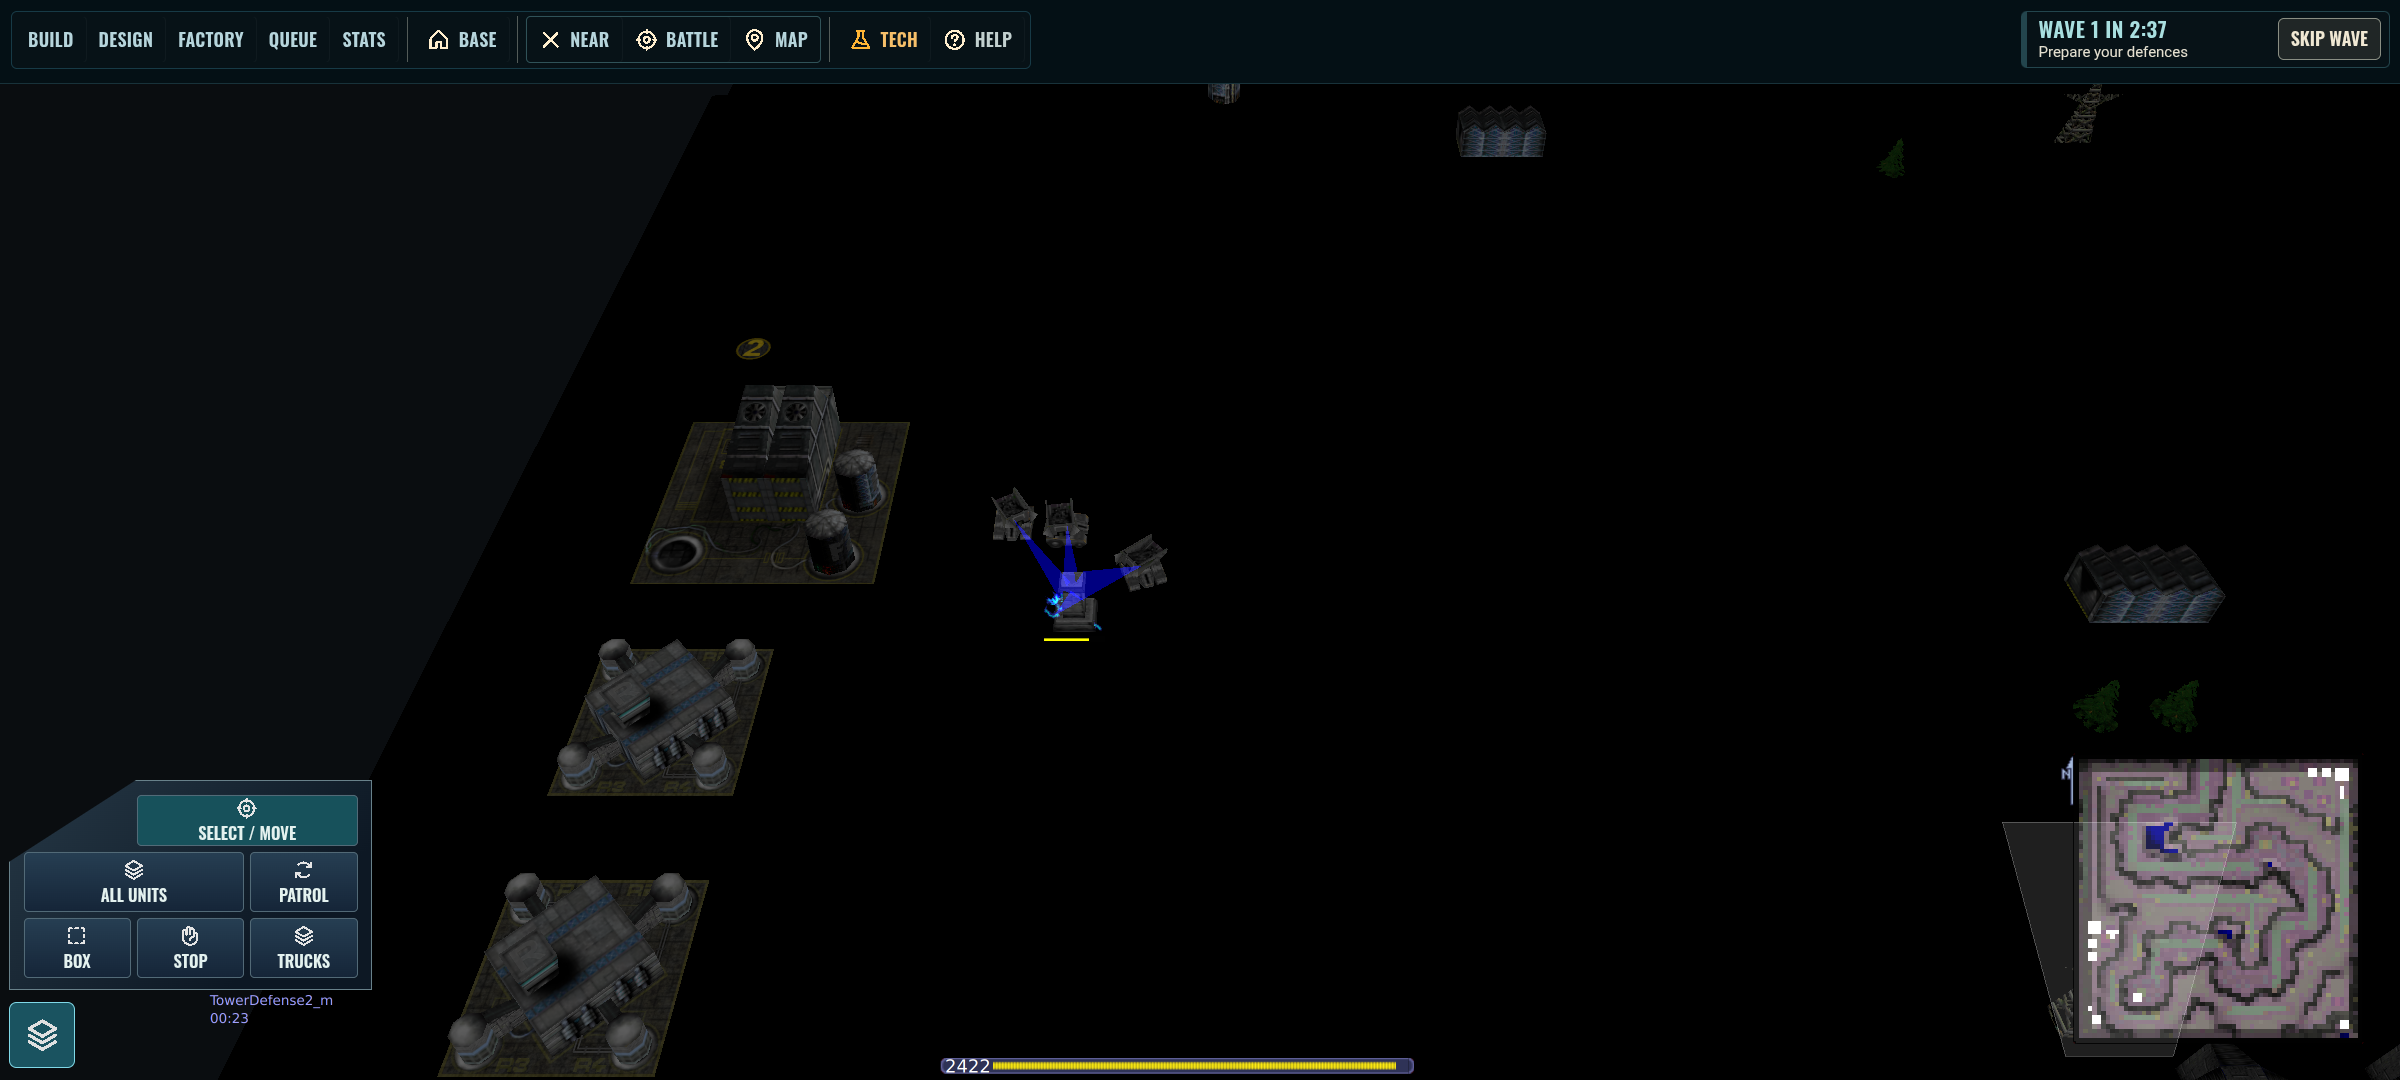 BUILD DESIGN FACTORY QUEUE STATS BASE NEAR BATTLE MAP TECH HELP
WAVE 1 IN 2:37
Prepare your defences
SKIP WAVE
2
N
SELECT / MOVE
ALL UNITS PATROL
BOX STOP TRUCKS
TowerDefense2_m
00:23
2422